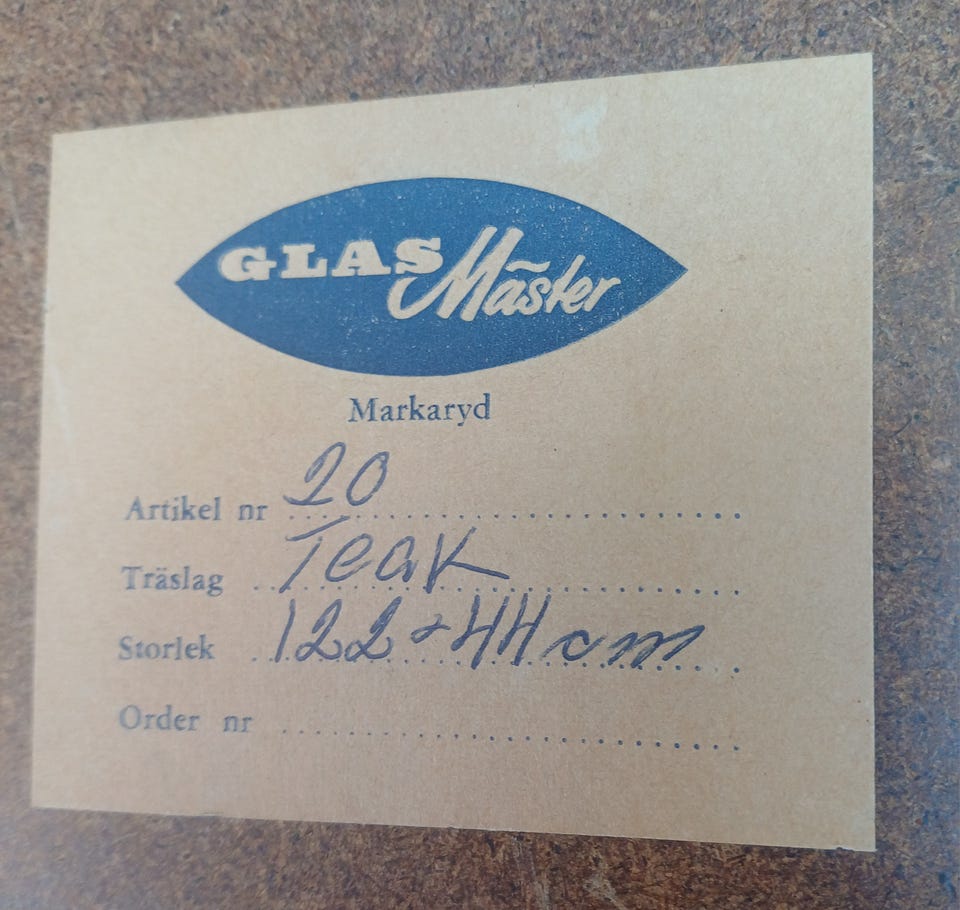 GLAS Mäster
Markaryd
Artikel nr 20
Träslag Teak
Storlek 122 × 44 cm
Order nr